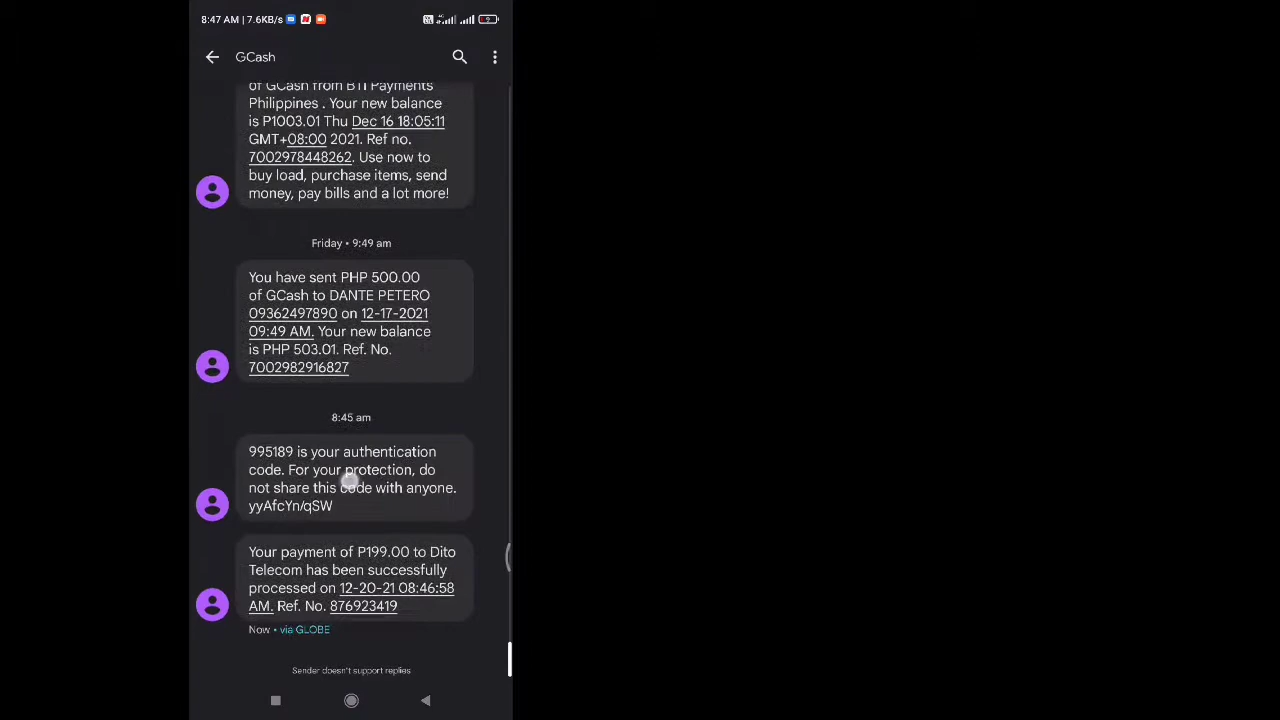 8:47 AM | 7.6KB/s
GCash
of GCash from BTI Payments
Philippines . Your new balance
is P1003.01 Thu Dec 16 18:05:11
GMT+08:00 2021. Ref no.
7002978448262. Use now to
buy load, purchase items, send
money, pay bills and a lot more!
Friday • 9:49 am
You have sent PHP 500.00
of GCash to DANTE PETERO
09362497890 on 12-17-2021
09:49 AM. Your new balance
is PHP 503.01. Ref. No.
7002982916827
8:45 am
995189 is your authentication
code. For your protection, do
not share this code with anyone.
yyAfcYn/qSW
Your payment of P199.00 to Dito
Telecom has been successfully
processed on 12-20-21 08:46:58
AM. Ref. No. 876923419
Now • via GLOBE
Sender doesn't support replies